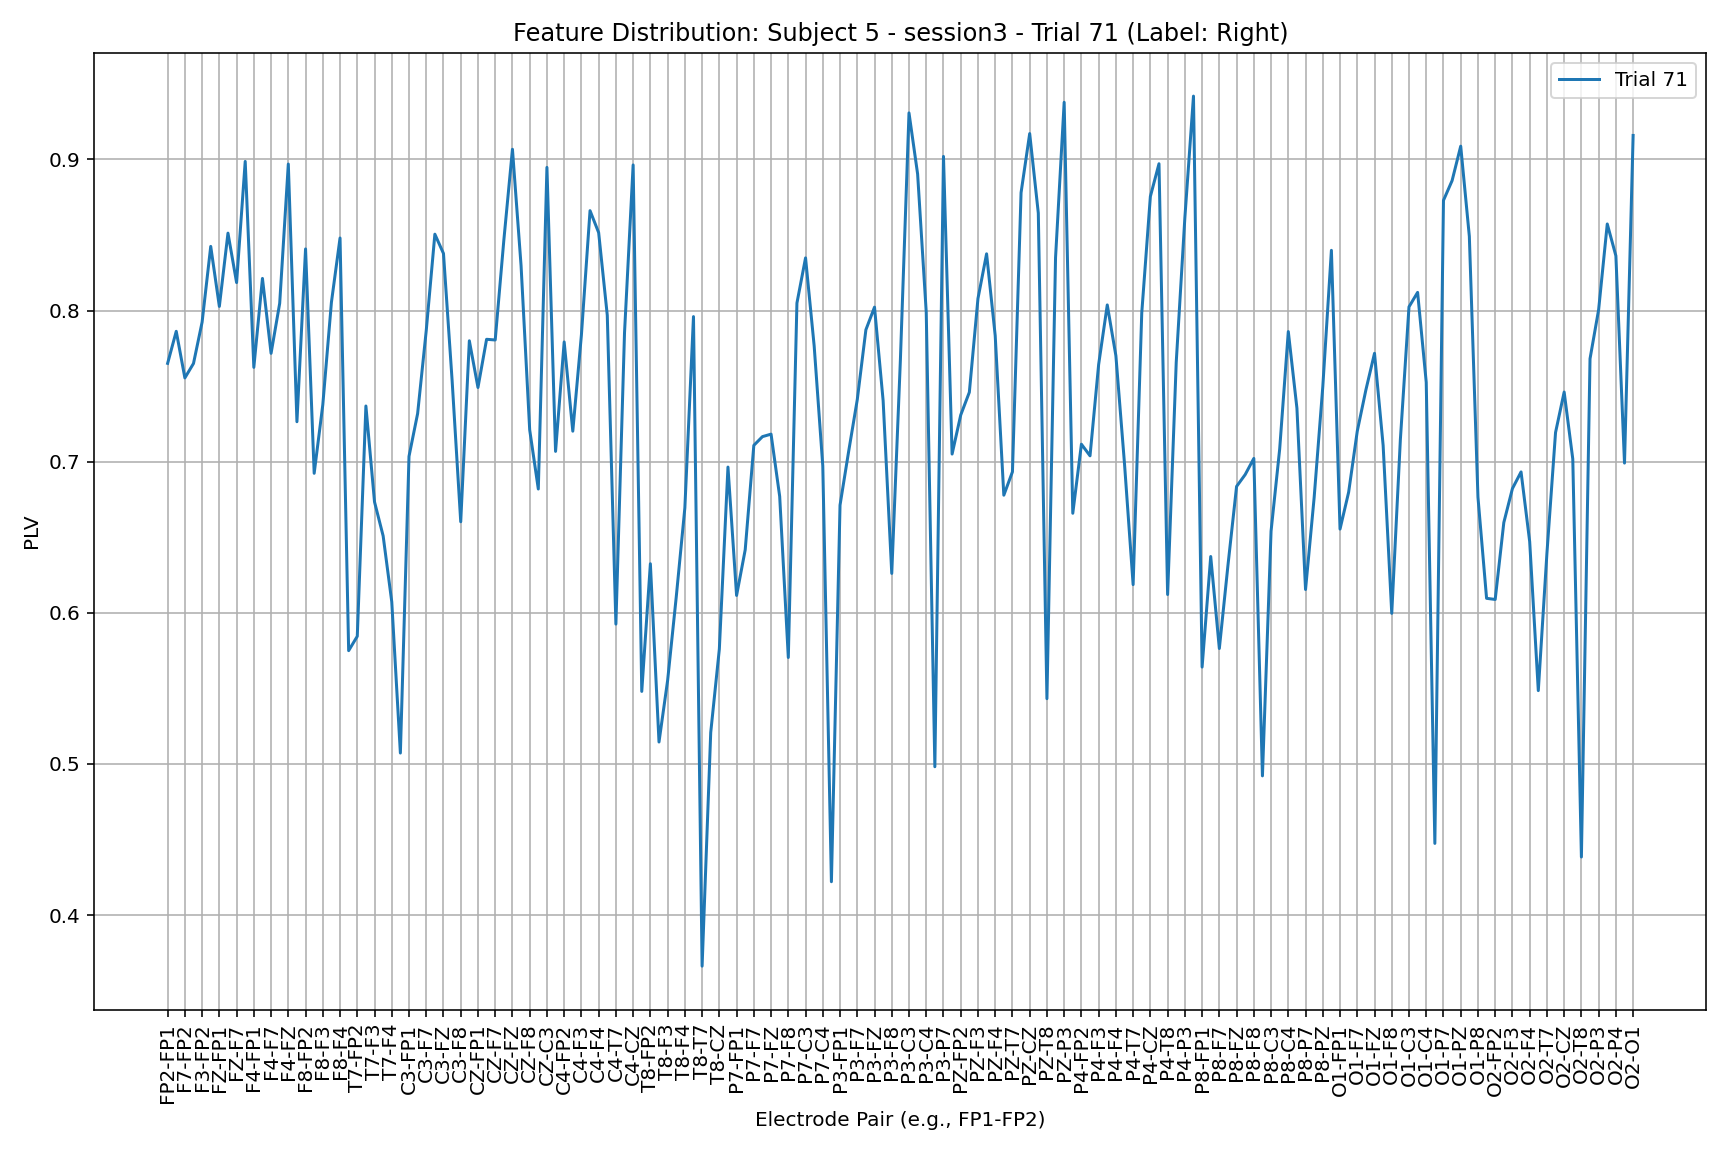 Feature Distribution: Subject 5 - session3 - Trial 71 (Label: Right)
Trial 71
PLV
0.9
0.8
0.7
0.6
0.5
0.4
FP2-FP1
F7-FP2
F3-FP2
FZ-FP1
FZ-F7
F4-FP1
F4-F7
F4-FZ
F8-FP2
F8-F3
F8-F4
T7-FP2
T7-F3
T7-F4
C3-FP1
C3-F7
C3-FZ
C3-F8
CZ-FP1
CZ-F7
CZ-FZ
CZ-F8
CZ-C3
C4-FP2
C4-F3
C4-F4
C4-T7
C4-CZ
T8-FP2
T8-F3
T8-F4
T8-T7
T8-CZ
P7-FP1
P7-F7
P7-FZ
P7-F8
P7-C3
P7-C4
P3-FP1
P3-F7
P3-FZ
P3-F8
P3-C3
P3-C4
P3-P7
PZ-FP2
PZ-F3
PZ-F4
PZ-T7
PZ-CZ
PZ-T8
PZ-P3
P4-FP2
P4-F3
P4-F4
P4-T7
P4-CZ
P4-T8
P4-P3
P8-FP1
P8-F7
P8-FZ
P8-F8
P8-C3
P8-C4
P8-P7
P8-PZ
O1-FP1
O1-F7
O1-FZ
O1-F8
O1-C3
O1-C4
O1-P7
O1-PZ
O1-P8
O2-FP2
O2-F3
O2-F4
O2-T7
O2-CZ
O2-T8
O2-P3
O2-P4
O2-O1
Electrode Pair (e.g., FP1-FP2)